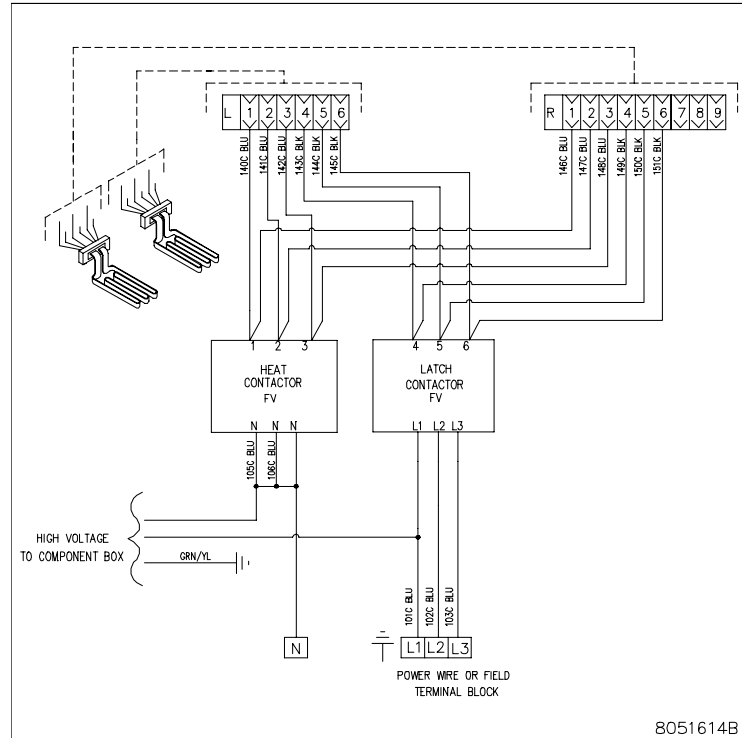 L 1 2 3 4 5 6
R 1 2 3 4 5 6 7 8 9
140C BLU
141C BLU
142C BLU
143C BLK
144C BLK
145C BLK
146C BLU
147C BLU
148C BLU
149C BLK
150C BLK
151C BLK
1 2 3
HEAT
CONTACTOR
FV
N N N
4 5 6
LATCH
CONTACTOR
FV
L1 L2 L3
105C BLU
106C BLU
HIGH VOLTAGE
TO COMPONENT BOX
GRN/YL
101C BLU
102C BLU
103C BLU
N
L1 L2 L3
POWER WIRE OR FIELD
TERMINAL BLOCK
8051614B